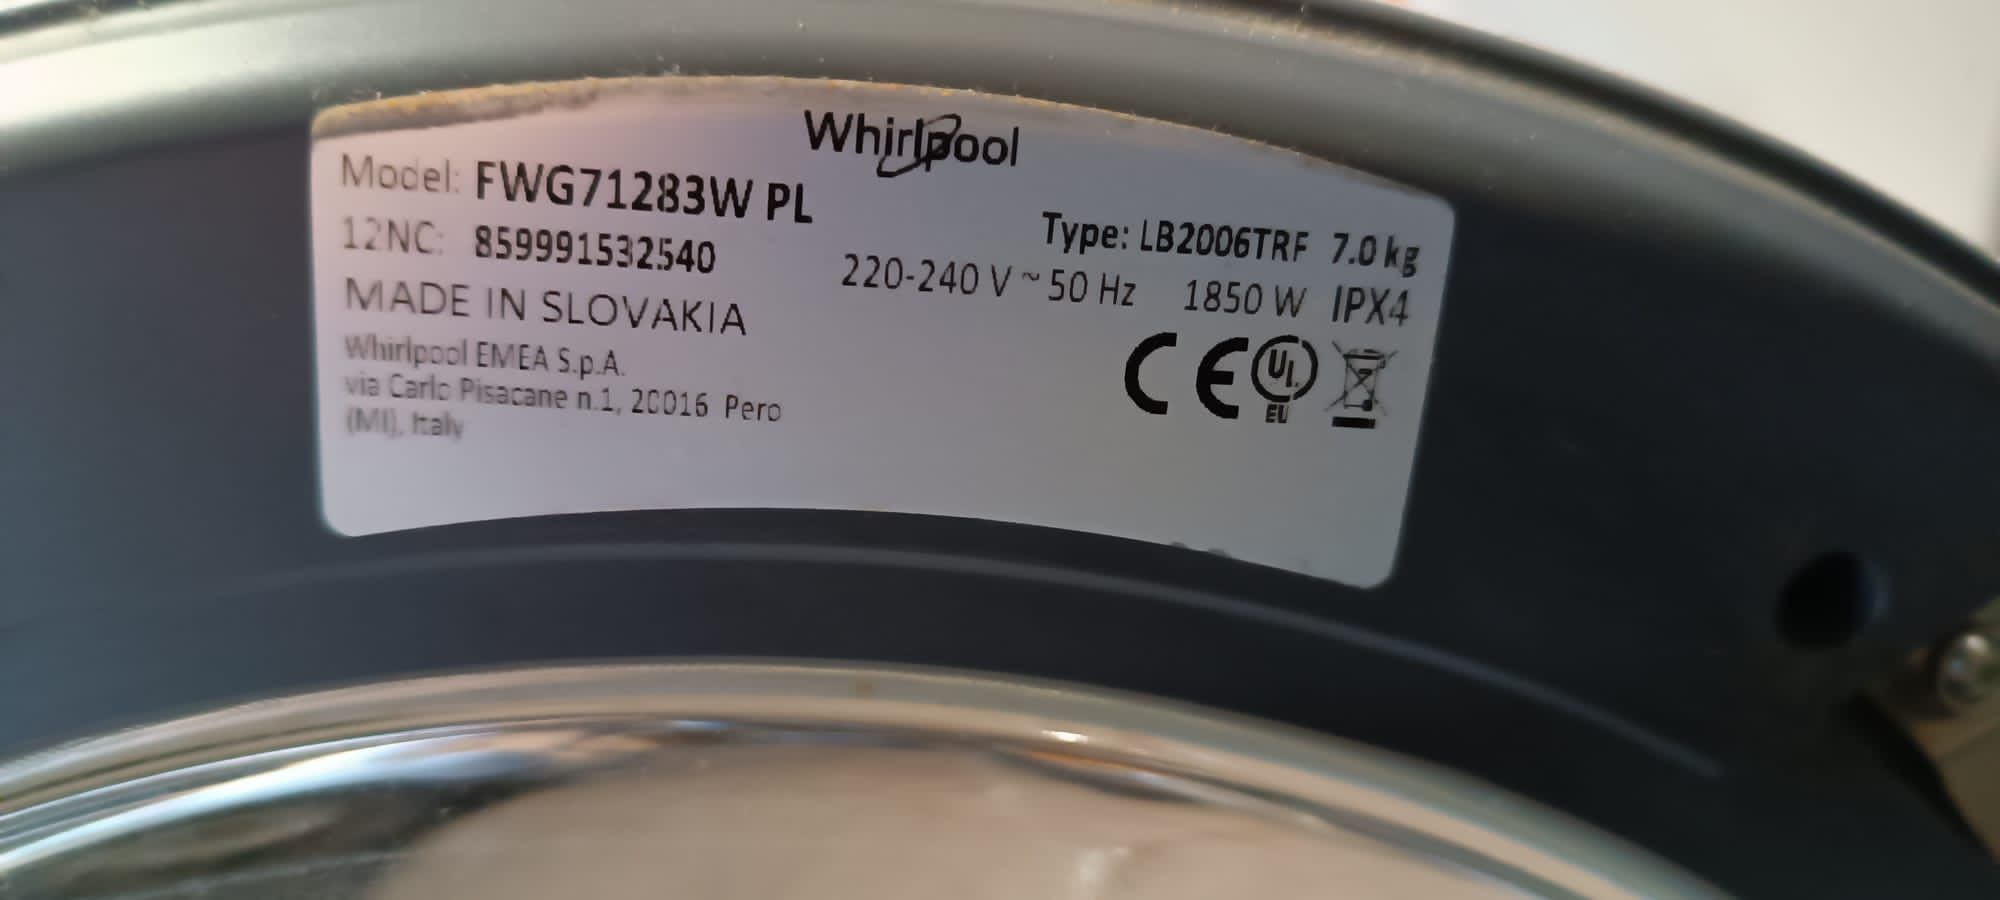 Whirlpool
Model: FWG71283W PL
12NC: 859991532540
MADE IN SLOVAKIA
Whirlpool EMEA S.p.A.
via Carlo Pisacane n.1, 20016 Pero
(MI), Italy
Type: LB2006TRF 7.0 kg
220-240 V ~ 50 Hz 1850 W IPX4
CE UL
EU